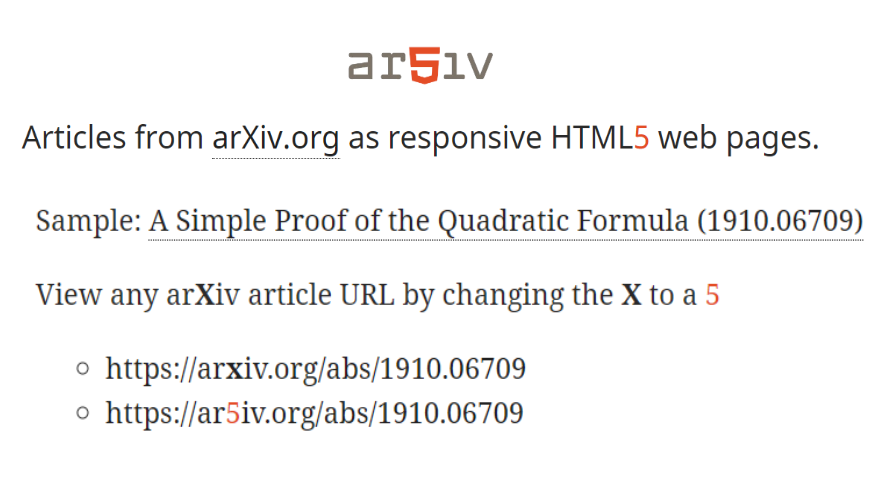 ar5iv
Articles from arXiv.org as responsive HTML5 web pages.
Sample: A Simple Proof of the Quadratic Formula (1910.06709)
View any arXiv article URL by changing the X to a 5
https://arxiv.org/abs/1910.06709
https://ar5iv.org/abs/1910.06709